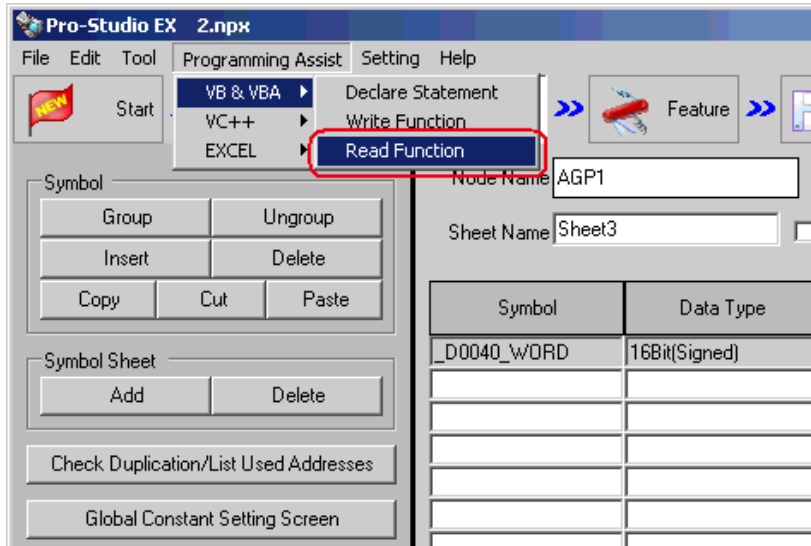 Pro-Studio EX 2.npx
File Edit Tool Programming Assist Setting Help
NEW Start VB & VBA Declare Statement Feature
VC++ Write Function
EXCEL Read Function
Symbol Node Name AGP1
Group Ungroup Sheet Name Sheet3
Insert Delete
Copy Cut Paste Symbol Data Type
Symbol Sheet _D0040_WORD 16Bit(Signed)
Add Delete
Check Duplication/List Used Addresses
Global Constant Setting Screen